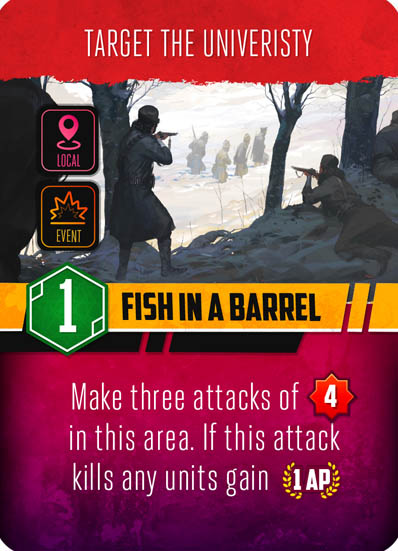 TARGET THE UNIVERISTY
LOCAL
EVENT
1 FISH IN A BARREL
Make three attacks of 4
in this area. If this attack
kills any units gain 1 AP